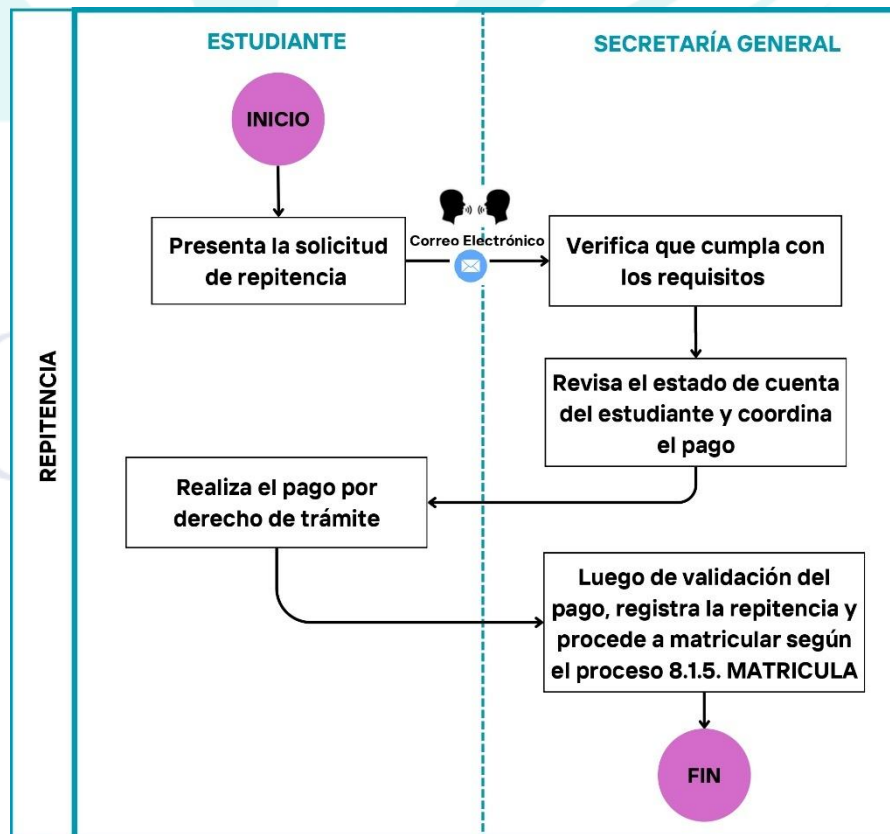 ESTUDIANTE
SECRETARÍA GENERAL
INICIO
Presenta la solicitud
de repitencia
Correo Electrónico
Verifica que cumpla con
los requisitos
Revisa el estado de cuenta
del estudiante y coordina
el pago
Realiza el pago por
derecho de trámite
Luego de validación del
pago, registra la repitencia y
procede a matricular según
el proceso 8.1.5. MATRICULA
FIN
REPITENCIA